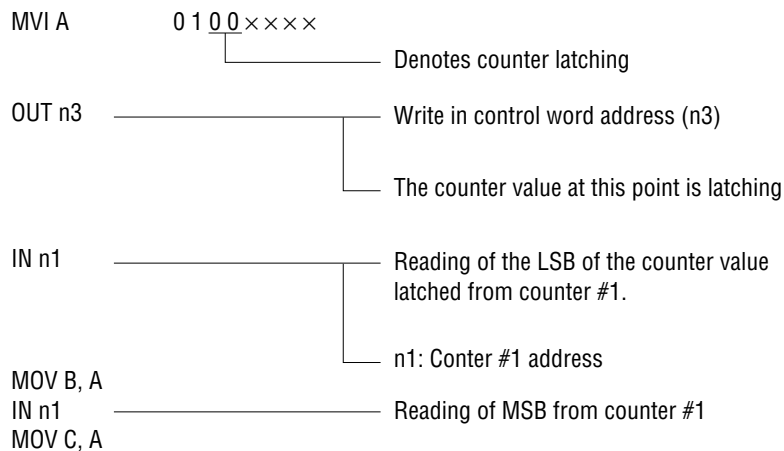 MVI A 0 1 0 0 × × × ×
Denotes counter latching
OUT n3 Write in control word address (n3)
The counter value at this point is latching
IN n1 Reading of the LSB of the counter value
latched from counter #1.
n1: Conter #1 address
MOV B, A
IN n1 Reading of MSB from counter #1
MOV C, A